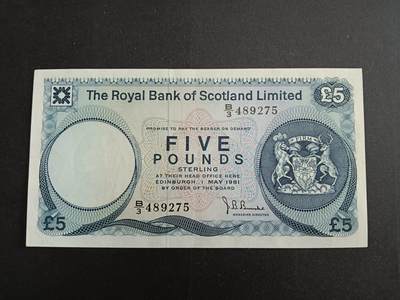 The Royal Bank of Scotland Limited £5
B/3 489275
PROMISE TO PAY THE BEARER ON DEMAND
FIVE
POUNDS
STERLING
AT THEIR HEAD OFFICE HERE
EDINBURGH, 1 MAY 1981
BY ORDER OF THE BOARD
B/3 489275
MANAGING DIRECTOR
£5
£5